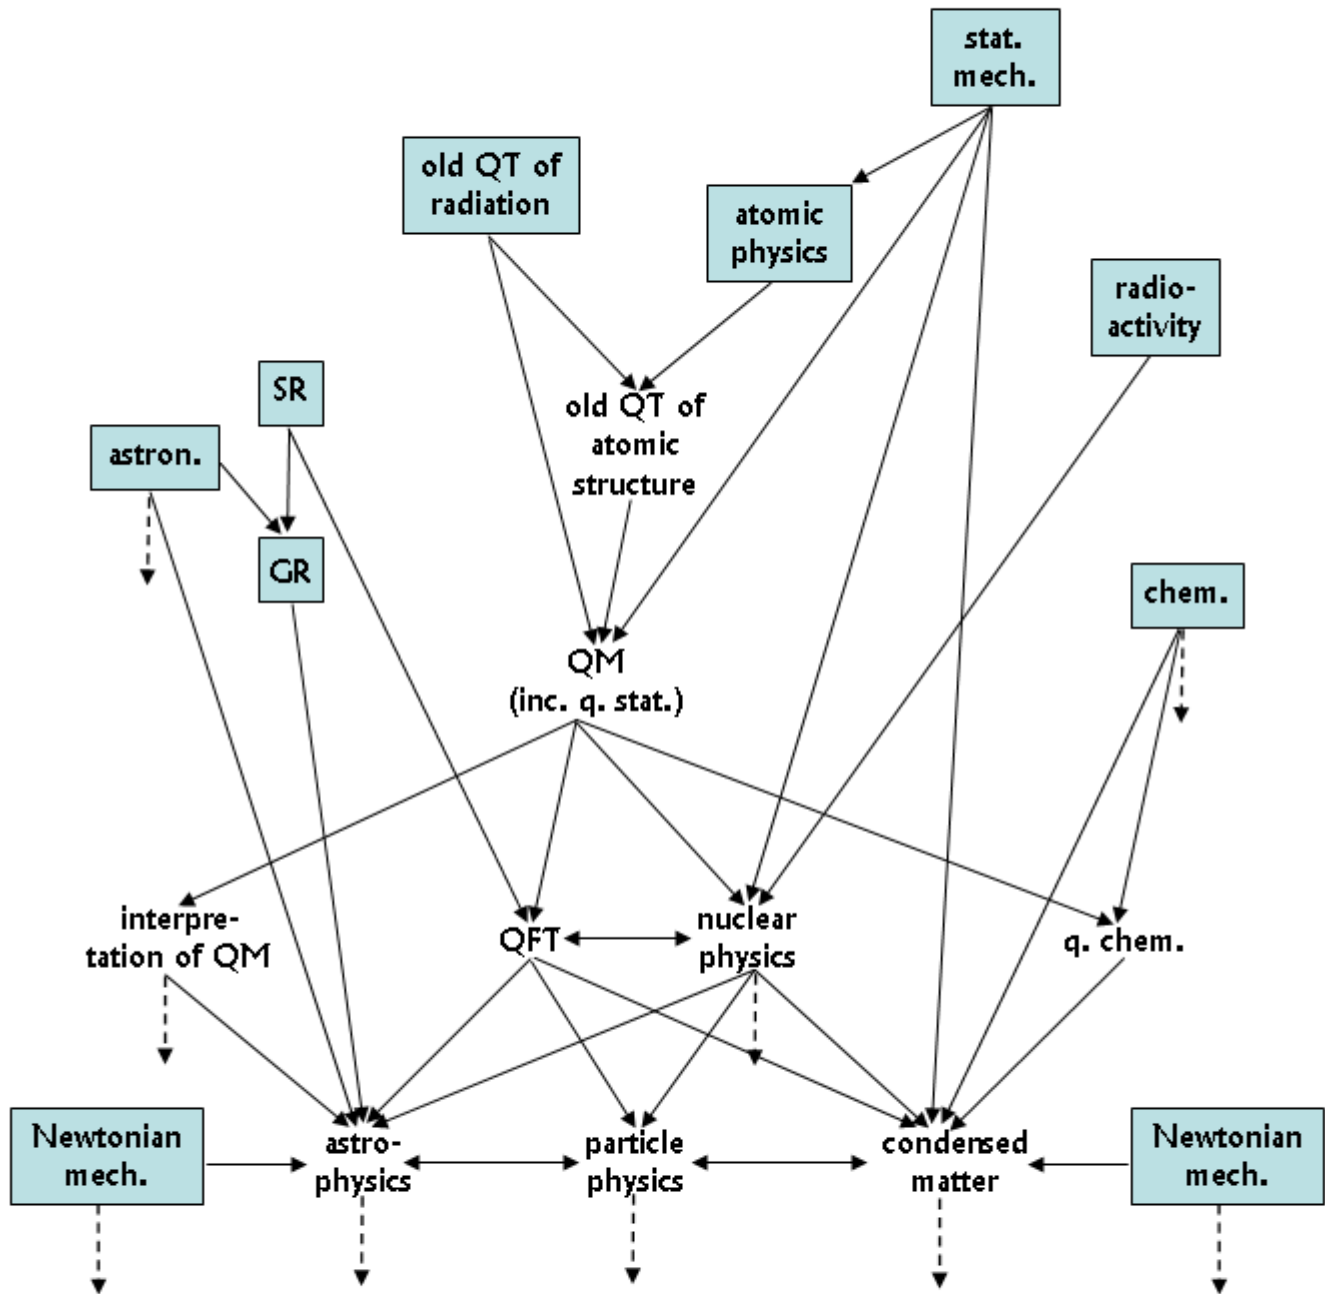 stat.
mech.
old QT of
radiation
atomic
physics
radio-
activity
SR
old QT of
atomic
structure
astron.
GR
chem.
QM
(inc. q. stat.)
interpre-
tation of QM
QFT
nuclear
physics
q. chem.
Newtonian
mech.
astro-
physics
particle
physics
condensed
matter
Newtonian
mech.